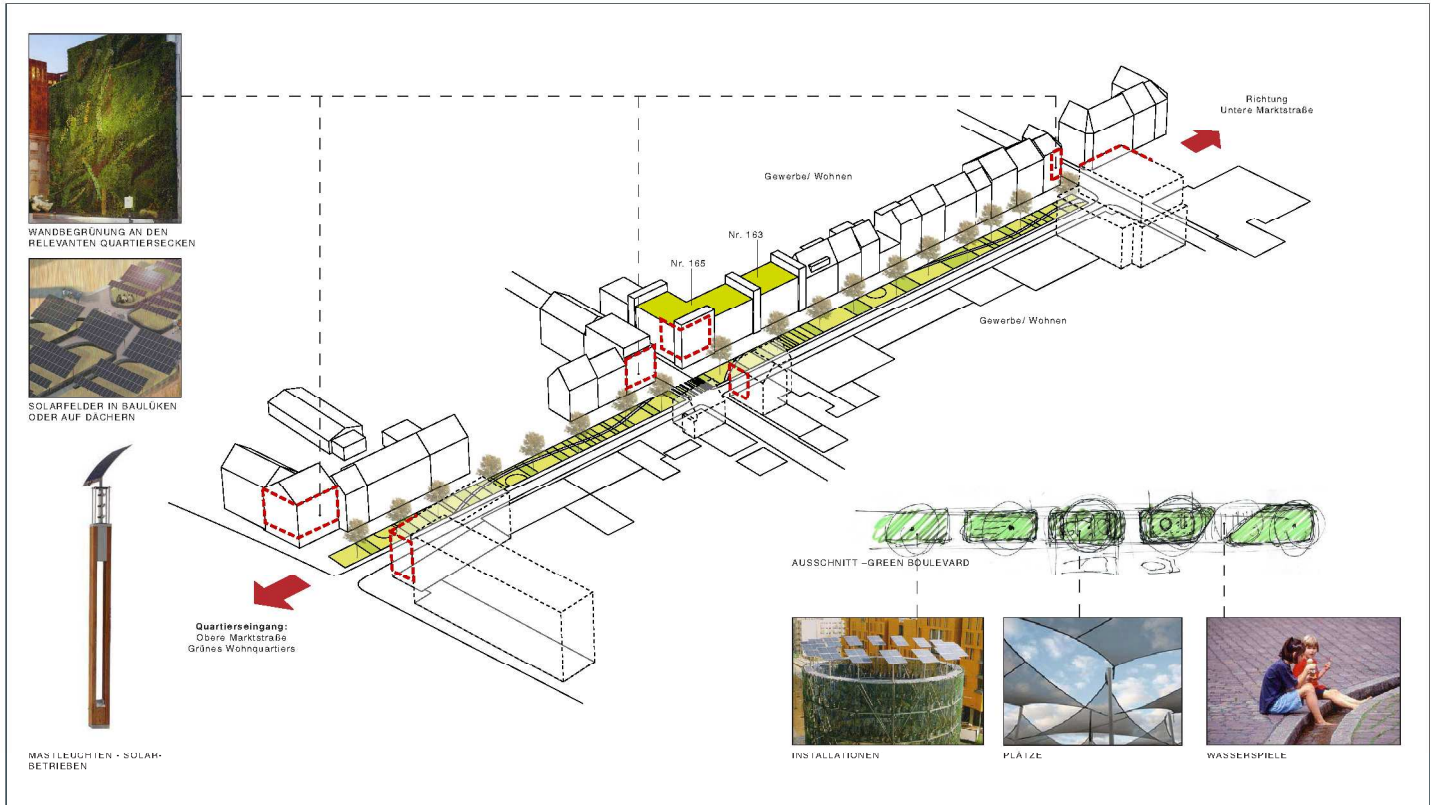 WANDBEGRÜNUNG AN DEN
RELEVANTEN QUARTIERSECKEN
SOLARFELDER IN BAULÜKEN
ODER AUF DÄCHERN
MASTLEUCHTEN - SOLAR-
BETRIEBEN
Richtung
Untere Marktstraße
Gewerbe/ Wohnen
Nr. 163
Nr. 165
Gewerbe/ Wohnen
Quartierseingang:
Obere Marktstraße
Grünes Wohnquartiers
AUSSCHNITT –GREEN BOULEVARD
INSTALLATIONEN
PLÄTZE
WASSERSPIELE